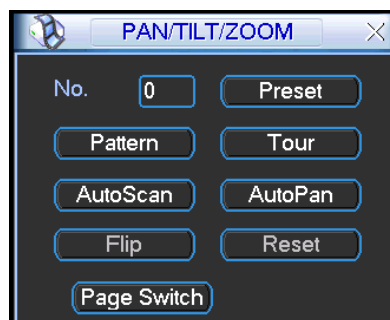 PAN/TILT/ZOOM
No. 0 Preset
Pattern Tour
AutoScan AutoPan
Flip Reset
Page Switch